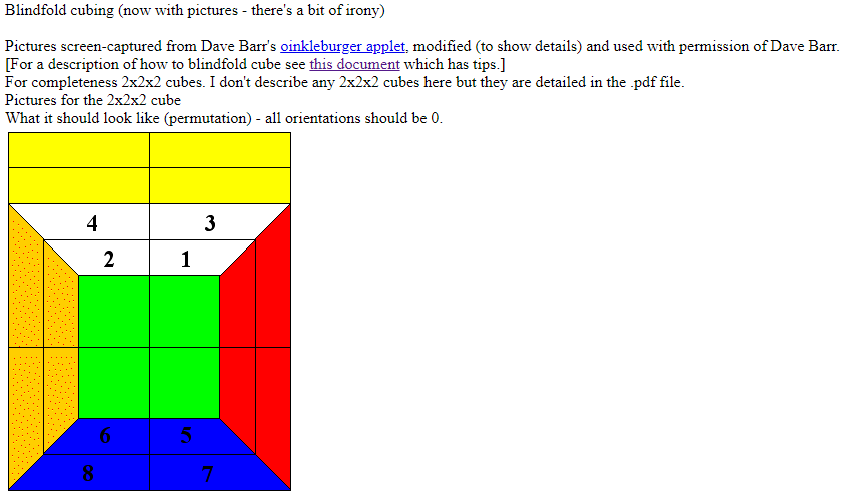 Blindfold cubing (now with pictures - there's a bit of irony)
Pictures screen-captured from Dave Barr's oinkleburger applet, modified (to show details) and used with permission of Dave Barr.
[For a description of how to blindfold cube see this document which has tips.]
For completeness 2x2x2 cubes. I don't describe any 2x2x2 cubes here but they are detailed in the .pdf file.
Pictures for the 2x2x2 cube
What it should look like (permutation) - all orientations should be 0.
4 3
2 1
6 5
8 7